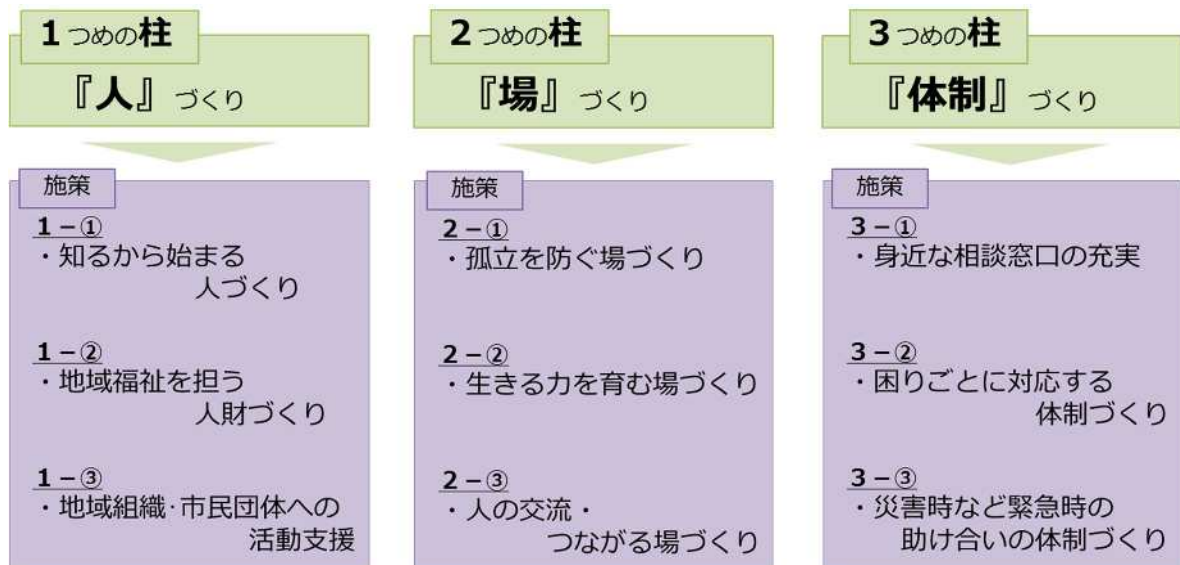 1つめの柱
『人』づくり
施策
1-①
・知るから始まる
人づくり
1-②
・地域福祉を担う
人財づくり
1-③
・地域組織・市民団体への
活動支援
2つめの柱
『場』づくり
施策
2-①
・孤立を防ぐ場づくり
2-②
・生きる力を育む場づくり
2-③
・人の交流・
つながる場づくり
3つめの柱
『体制』づくり
施策
3-①
・身近な相談窓口の充実
3-②
・困りごとに対応する
体制づくり
3-③
・災害時など緊急時の
助け合いの体制づくり